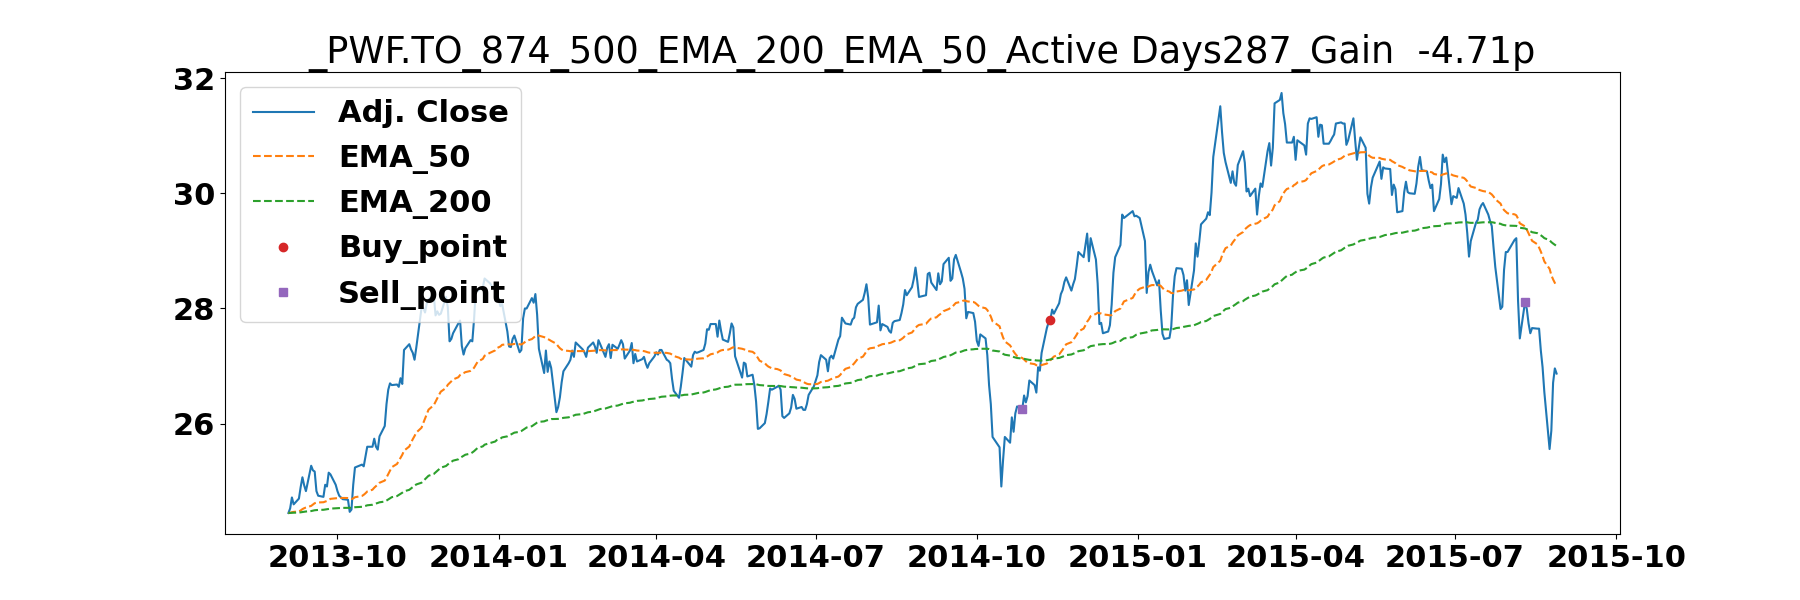 _PWF.TO_874_500_EMA_200_EMA_50_Active Days287_Gain  -4.71p
32
30
28
26
Adj. Close
EMA_50
EMA_200
Buy_point
Sell_point
2013-10 2014-01 2014-04 2014-07 2014-10 2015-01 2015-04 2015-07 2015-10